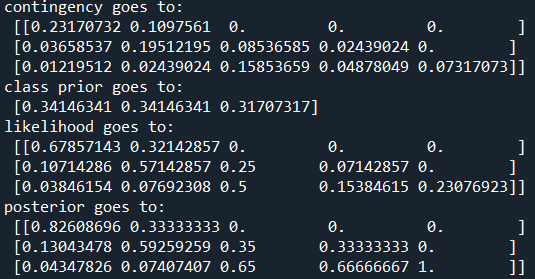 contingency goes to:
[[0.23170732 0.1097561  0.         0.         0.        ]
[0.03658537 0.19512195 0.08536585 0.02439024 0.        ]
[0.01219512 0.02439024 0.15853659 0.04878049 0.07317073]]
class prior goes to:
[0.34146341 0.34146341 0.31707317]
likelihood goes to:
[[0.67857143 0.32142857 0.         0.         0.        ]
[0.10714286 0.57142857 0.25       0.07142857 0.        ]
[0.03846154 0.07692308 0.5        0.15384615 0.23076923]]
posterior goes to:
[[0.82608696 0.33333333 0.         0.         0.        ]
[0.13043478 0.59259259 0.35       0.33333333 0.        ]
[0.04347826 0.07407407 0.65       0.66666667 1.        ]]